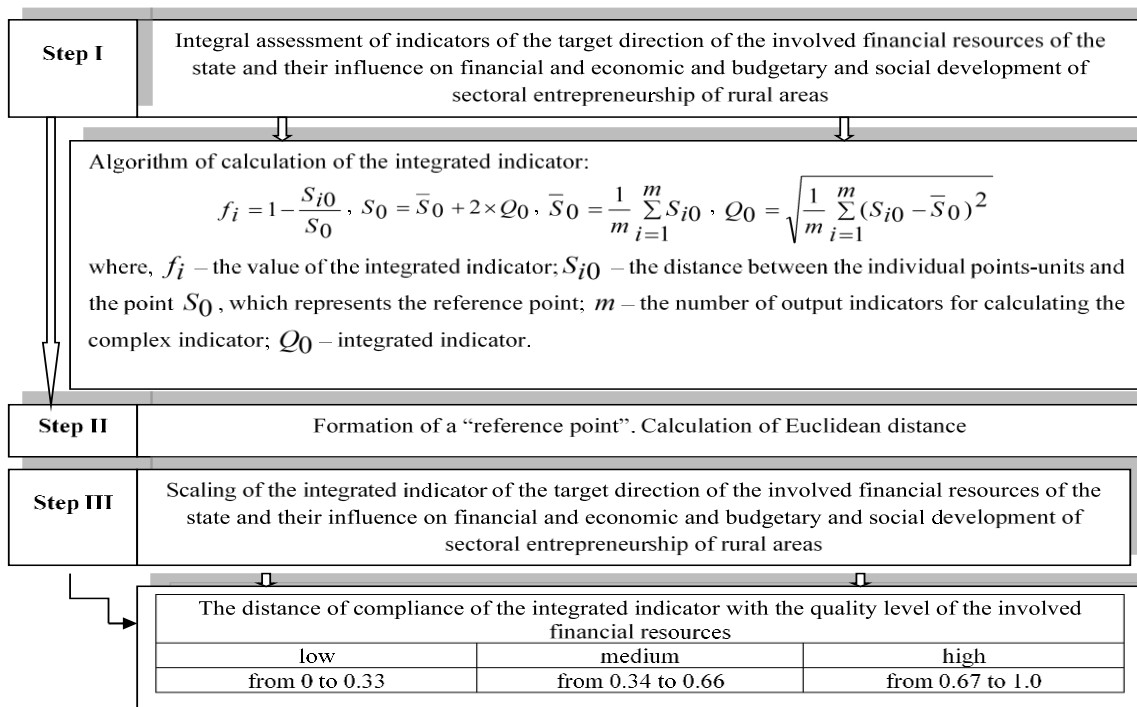 Step I
Integral assessment of indicators of the target direction of the involved financial resources of the
state and their influence on financial and economic and budgetary and social development of
sectoral entrepreneurship of rural areas
Algorithm of calculation of the integrated indicator:
f_i = 1 − S_{i0}/S_0 , S_0 = S̄_0 + 2 × Q_0 , S̄_0 = 1/m ∑_{i=1}^{m} S_{i0} , Q_0 = √(1/m ∑_{i=1}^{m} (S_{i0} − S̄_0)²)
where, f_i – the value of the integrated indicator; S_{i0} – the distance between the individual points-units and
the point S_0 , which represents the reference point; m – the number of output indicators for calculating the
complex indicator; Q_0 – integrated indicator.
Step II
Formation of a “reference point”. Calculation of Euclidean distance
Step III
Scaling of the integrated indicator of the target direction of the involved financial resources of the
state and their influence on financial and economic and budgetary and social development of
sectoral entrepreneurship of rural areas
The distance of compliance of the integrated indicator with the quality level of the involved
financial resources
low medium high
from 0 to 0.33 from 0.34 to 0.66 from 0.67 to 1.0